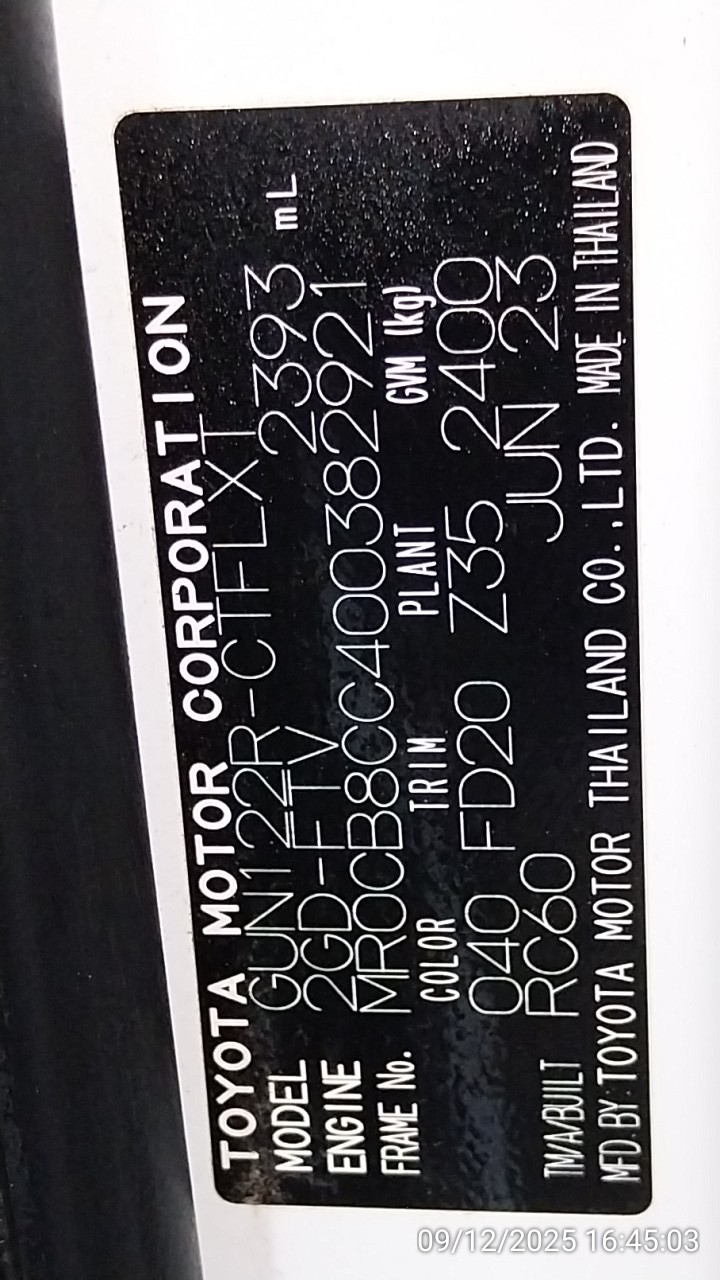 TOYOTA MOTOR CORPORATION
MODEL GUN122R-CTFLXT
ENGINE 2GD-FTV 2393 mL
FRAME No. MR0CB8CC400382921
COLOR TRIM PLANT GVM (kg)
040 FD20 Z35 2400
TM/A/BUILT RC60 JUN 23
MFD.BY:TOYOTA MOTOR THAILAND CO.,LTD. MADE IN THAILAND
09/12/2025 16:45:03